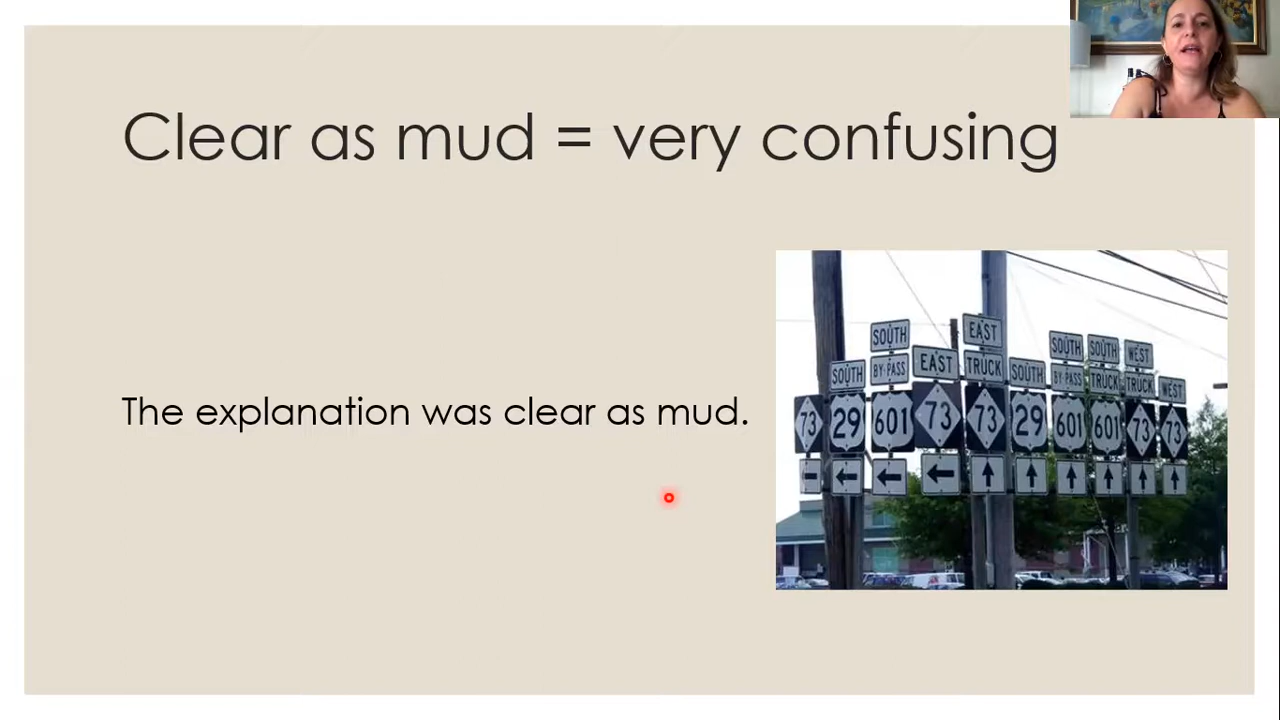 Clear as mud = very confusing
The explanation was clear as mud.
SOUTH EAST
SOUTH BY-PASS EAST TRUCK SOUTH SOUTH BY-PASS SOUTH TRUCK WEST TRUCK WEST
73 29 601 73 73 29 601 601 73 73